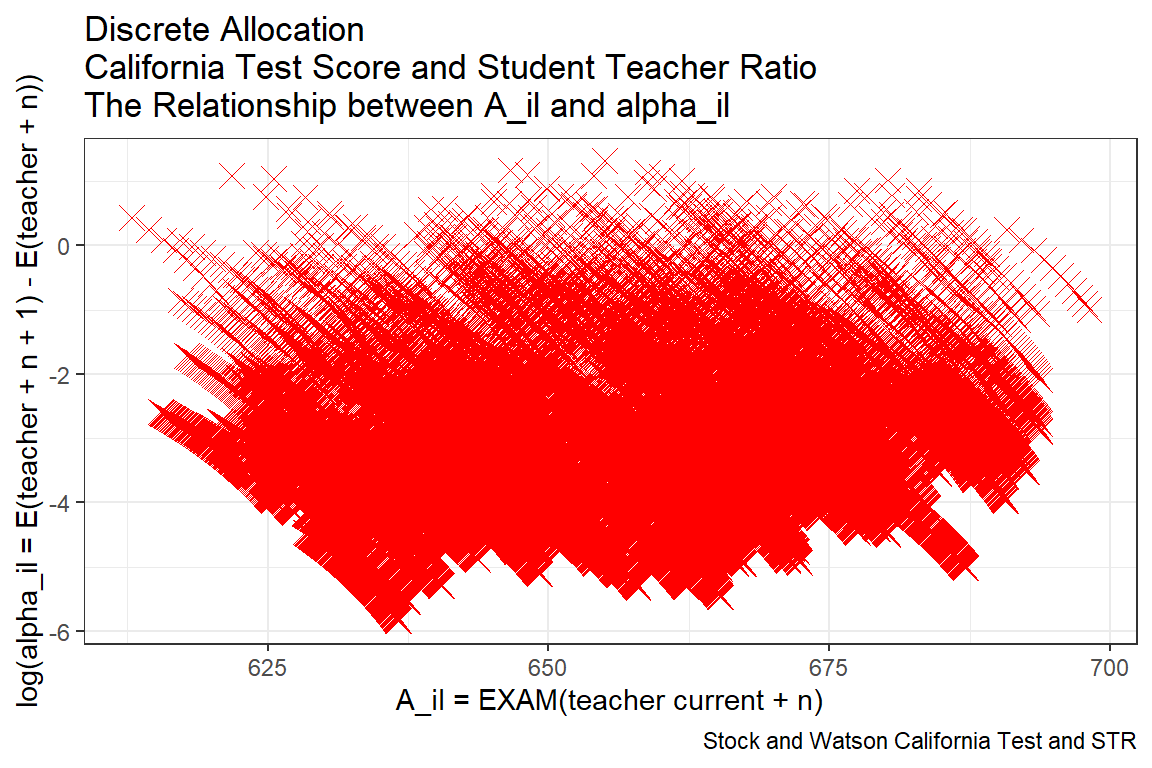 Discrete Allocation
California Test Score and Student Teacher Ratio
The Relationship between A_il and alpha_il
log(alpha_il = E(teacher + n + 1) - E(teacher + n))
0
-2
-4
-6
625
650
675
700
A_il = EXAM(teacher current + n)
Stock and Watson California Test and STR